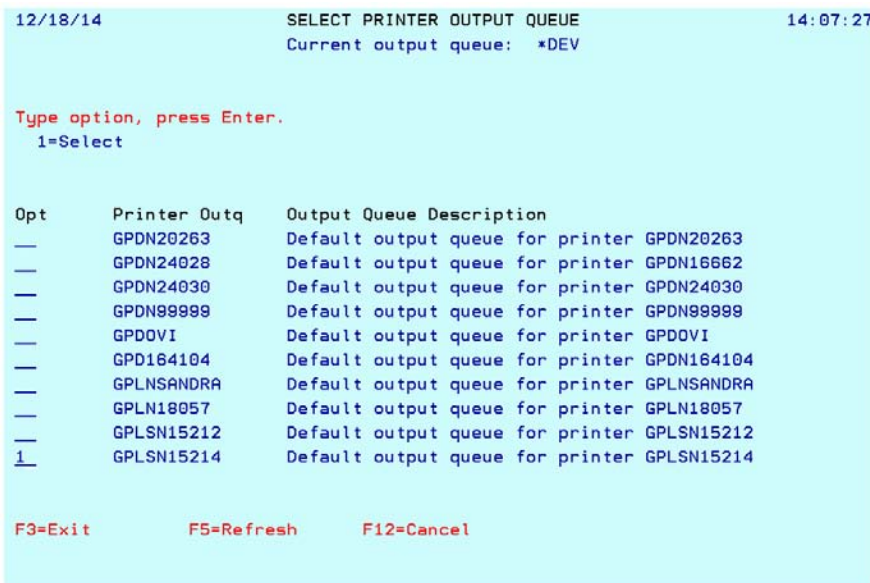 12/18/14 SELECT PRINTER OUTPUT QUEUE 14:07:27
Current output queue: *DEV
Type option, press Enter.
1=Select
Opt Printer Outq Output Queue Description
GPDN20263 Default output queue for printer GPDN20263
GPDN24028 Default output queue for printer GPDN16662
GPDN24030 Default output queue for printer GPDN24030
GPDN99999 Default output queue for printer GPDN99999
GPDOVI Default output queue for printer GPDOVI
GPD164104 Default output queue for printer GPDN164104
GPLNSANDRA Default output queue for printer GPLNSANDRA
GPLN18057 Default output queue for printer GPLN18057
GPLSN15212 Default output queue for printer GPLSN15212
1 GPLSN15214 Default output queue for printer GPLSN15214
F3=Exit F5=Refresh F12=Cancel